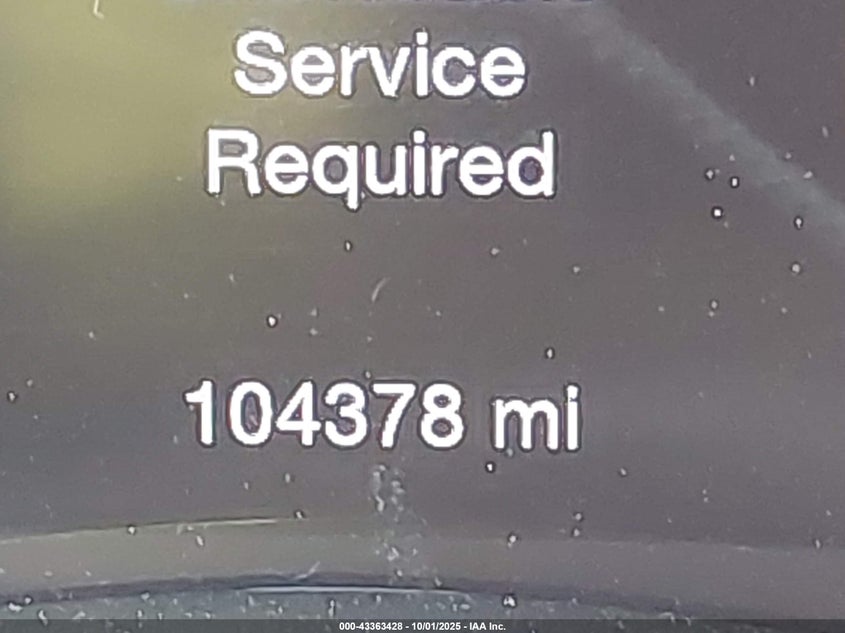 Service
Required
104378 mi
000-43363428 - 10/01/2025 - IAA Inc.